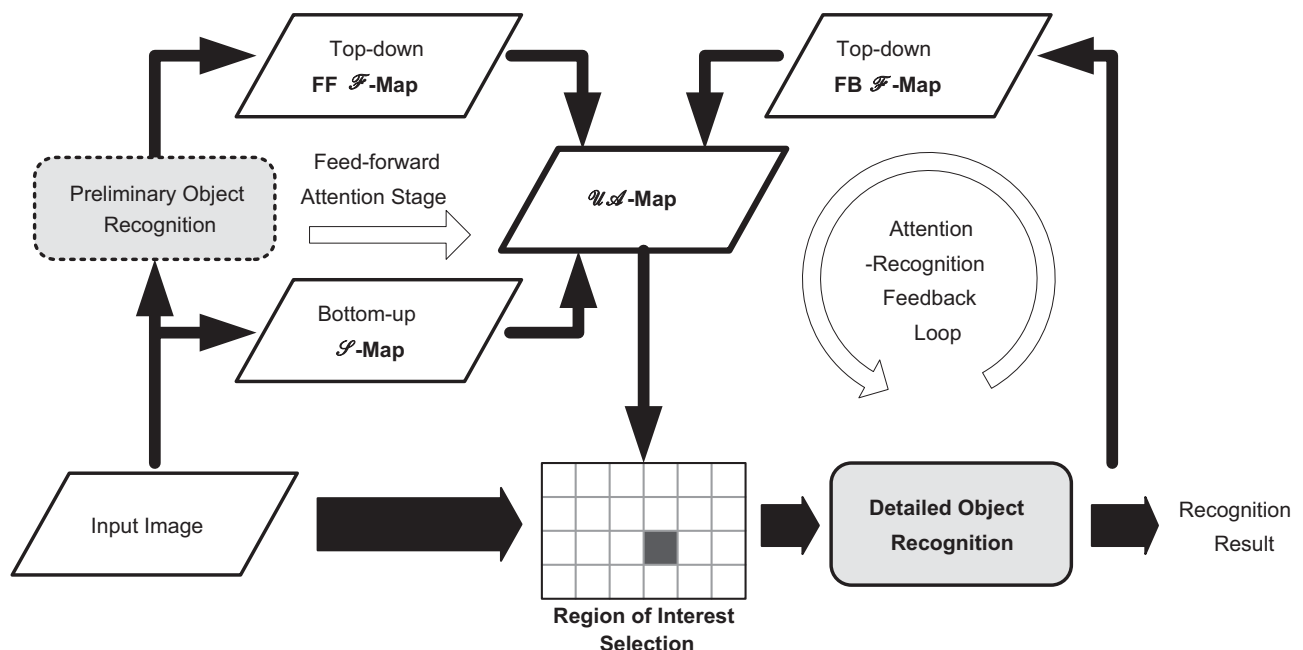 Top-down
FF ℱ-Map
Top-down
FB ℱ-Map
Preliminary Object
Recognition
Feed-forward
Attention Stage
𝒰𝒜-Map
Attention
-Recognition
Feedback
Loop
Bottom-up
𝒮-Map
Input Image
Detailed Object
Recognition
Recognition
Result
Region of Interest
Selection